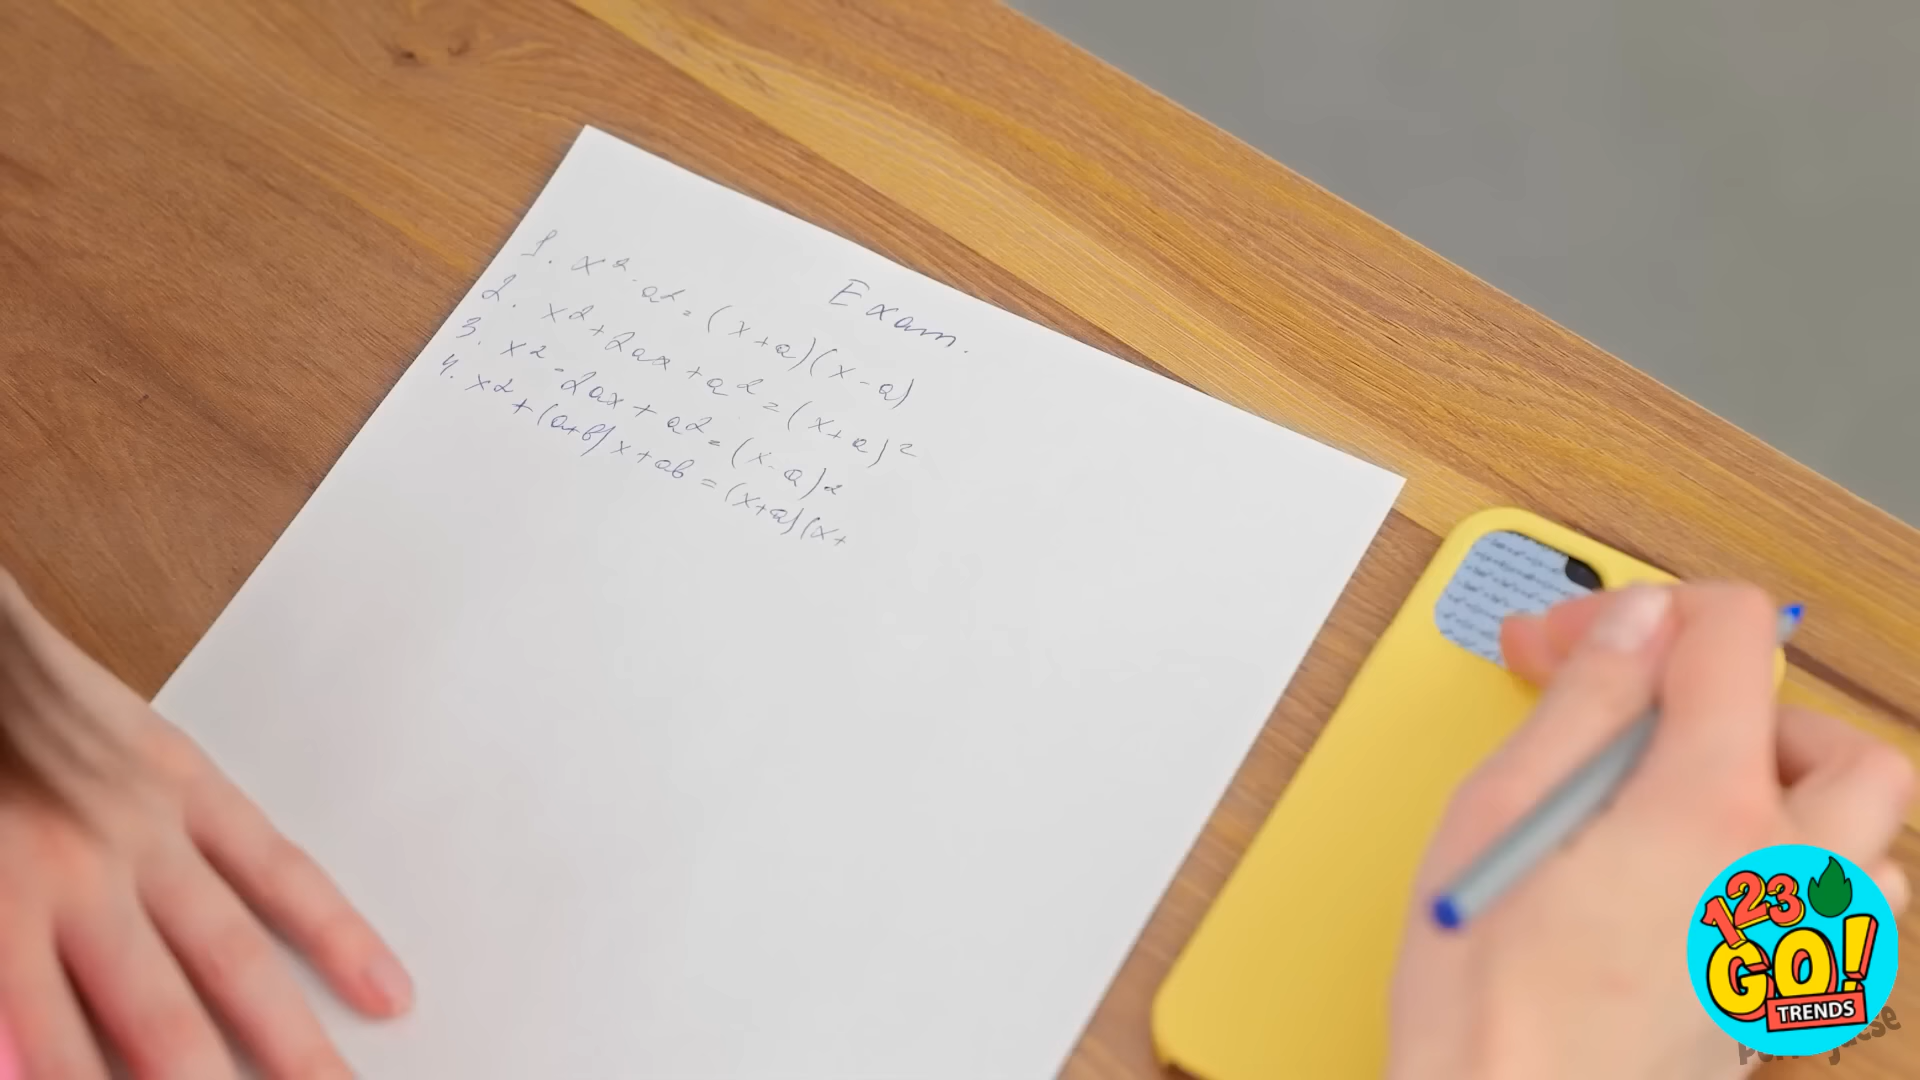 Exam.
1. x² - a² = (x+a)(x-a)
2. x² + 2ax + a² = (x+a)²
3. x² - 2ax + a² = (x-a)²
4. x² + (a+b)x + ab = (x+a)(x+
123
GO!
TRENDS